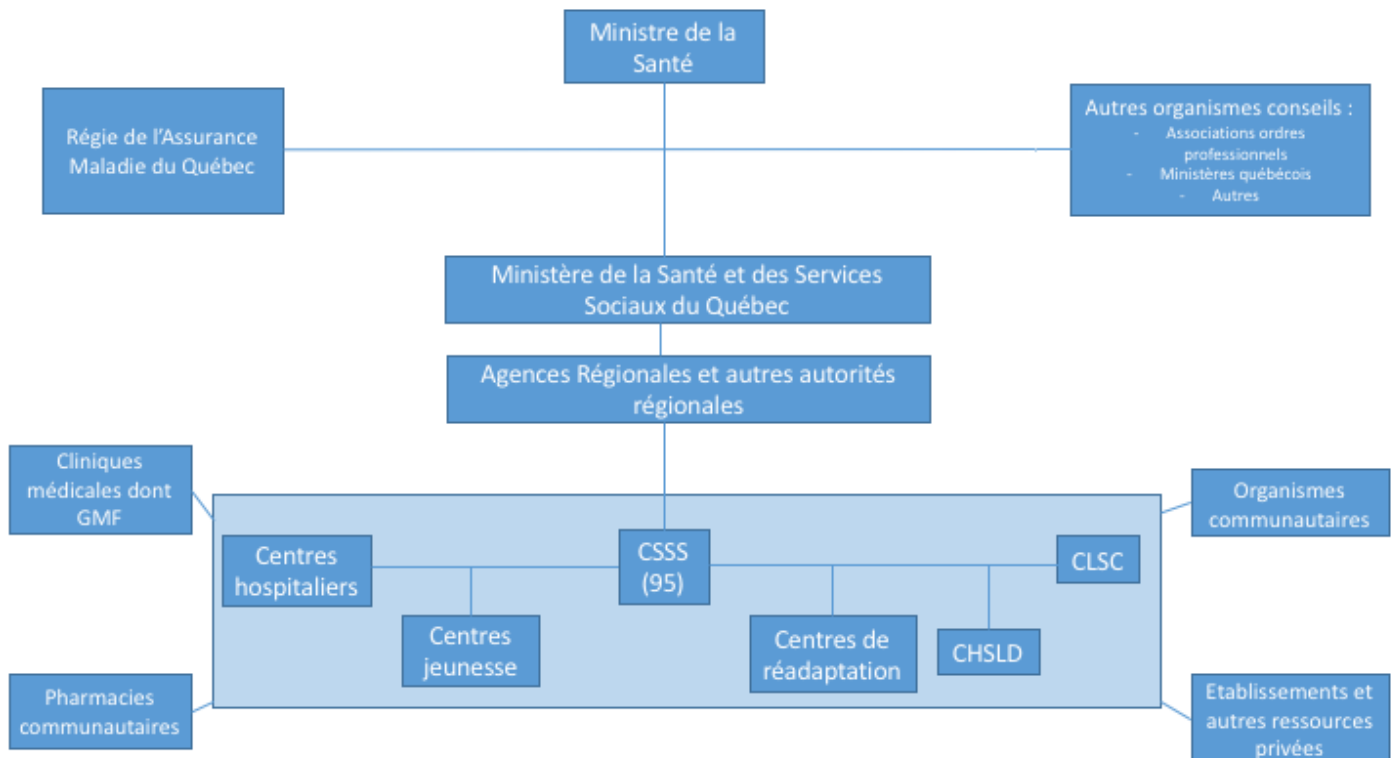 Ministre de la
Santé
Régie de l'Assurance
Maladie du Québec
Autres organismes conseils :
- Associations ordres
professionnels
- Ministères québécois
- Autres
Ministère de la Santé et des Services
Sociaux du Québec
Agences Régionales et autres autorités
régionales
Cliniques
médicales dont
GMF
Organismes
communautaires
Centres
hospitaliers
CSSS
(95)
CLSC
Centres
jeunesse
Centres de
réadaptation
CHSLD
Pharmacies
communautaires
Etablissements et
autres ressources
privées